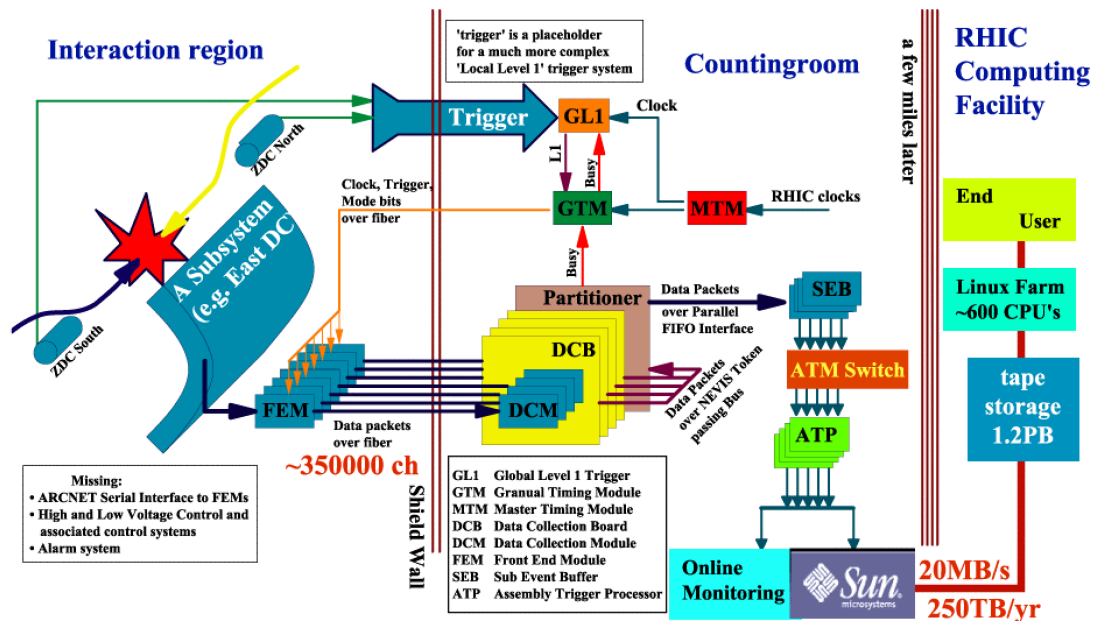 Interaction region
'trigger' is a placeholder
for a much more complex
'Local Level 1' trigger system
Countingroom
a few miles later
RHIC
Computing
Facility
ZDC North
Trigger
GL1
Clock
L1
Busy
Clock, Trigger,
Mode bits
over fiber
GTM
MTM
RHIC clocks
End
User
A Subsystem
(e.g. East DC)
Busy
ZDC South
Partitioner
Data Packets
over Parallel
FIFO Interface
SEB
Linux Farm
~600 CPU's
DCB
ATM Switch
FEM
DCM
Data Packets
over NEVIS Token
passing Bus
tape
storage
1.2PB
Data packets
over fiber
ATP
~350000 ch
Missing:
• ARCNET Serial Interface to FEMs
• High and Low Voltage Control and
associated control systems
• Alarm system
Shield Wall
GL1 Global Level 1 Trigger
GTM Granual Timing Module
MTM Master Timing Module
DCB Data Collection Board
DCM Data Collection Module
FEM Front End Module
SEB Sub Event Buffer
ATP Assembly Trigger Processor
Online
Monitoring
Sun
microsystems
20MB/s
250TB/yr